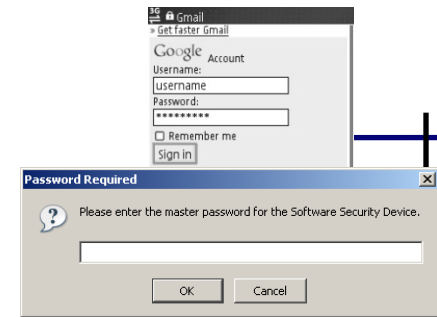 3G Gmail
» Get faster Gmail
Google Account
Username:
username
Password:
*********
Remember me
Sign in
Password Required
Please enter the master password for the Software Security Device.
OK Cancel